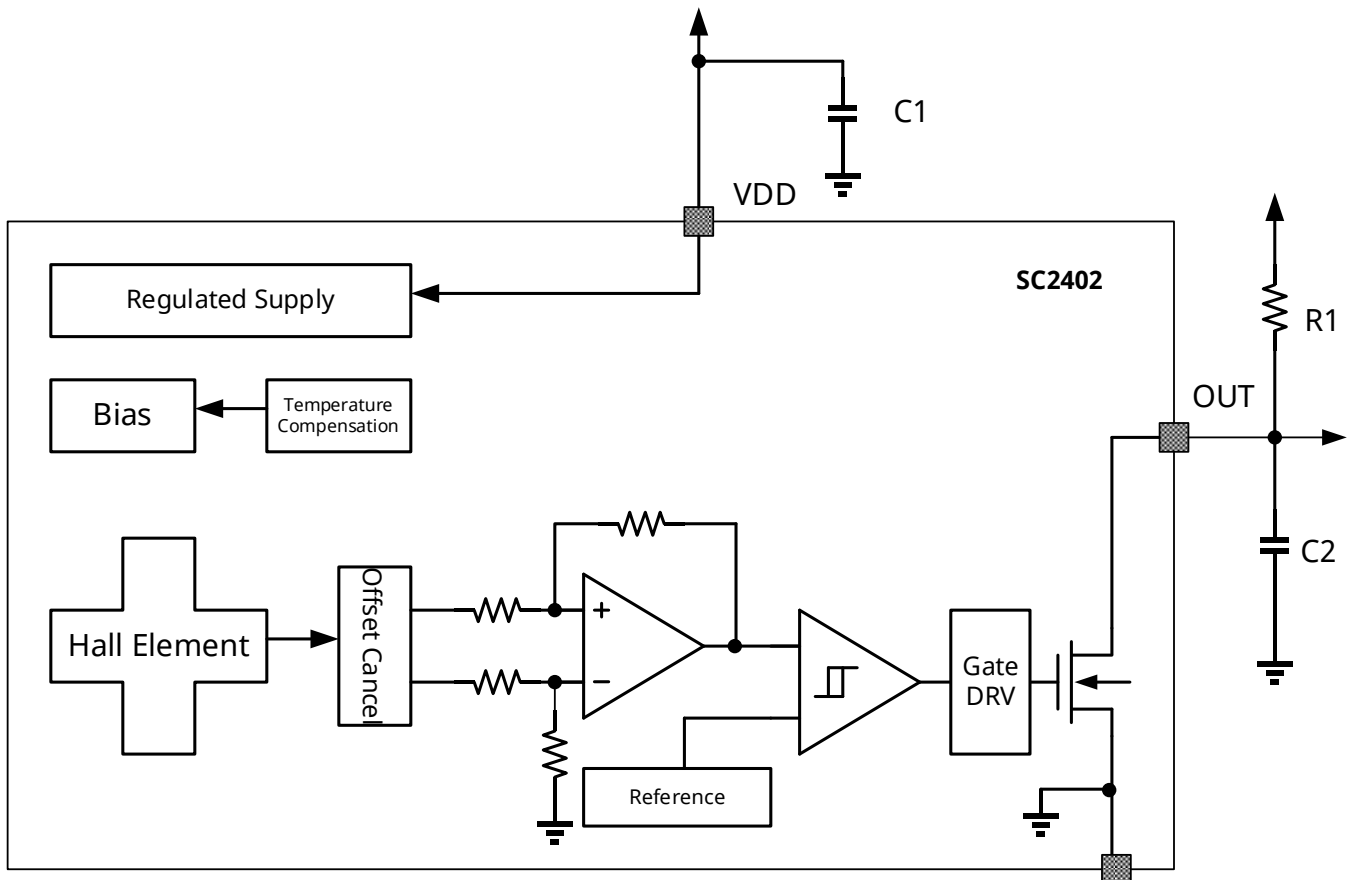 C1
VDD
SC2402
Regulated Supply
R1
OUT
Temperature
Compensation
Bias
C2
Offset Cancel
+
Hall Element
Gate
DRV
−
Reference